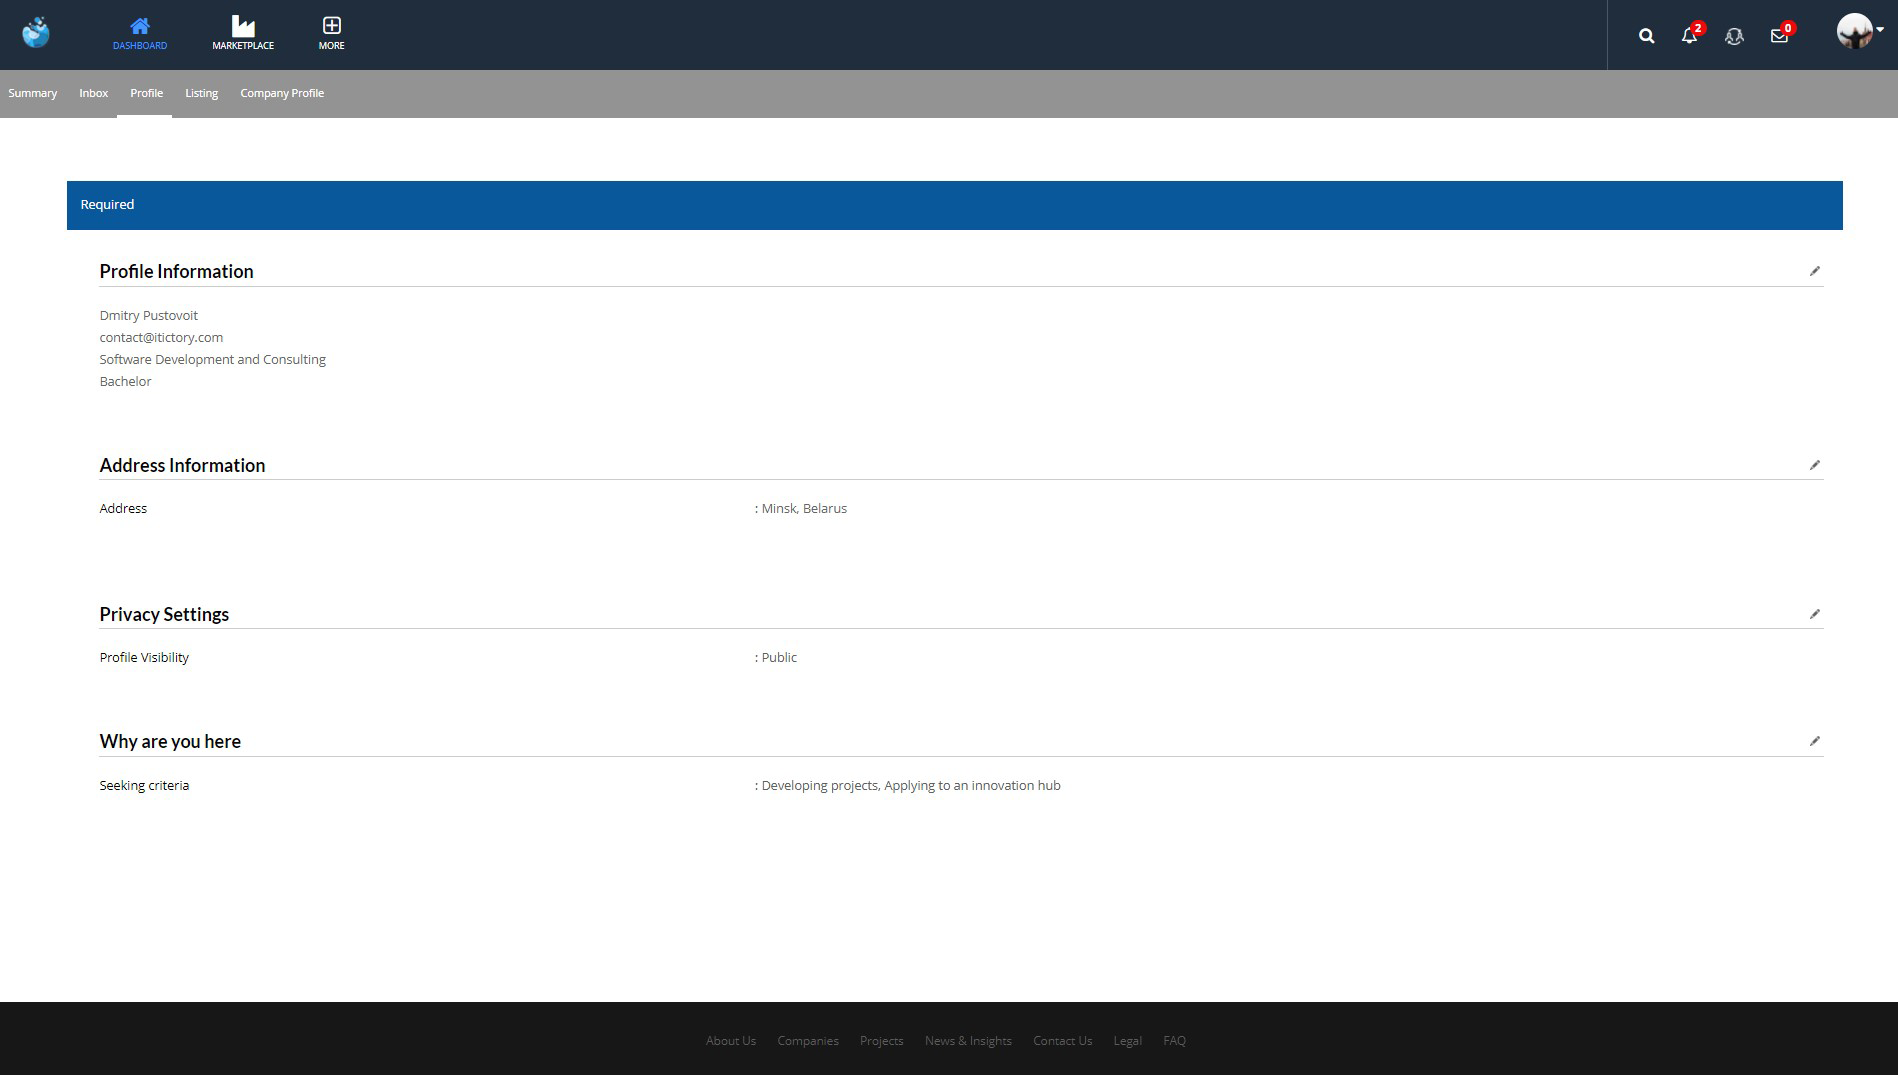 DASHBOARD MARKETPLACE MORE 2 0
Summary Inbox Profile Listing Company Profile
Required
Profile Information
Dmitry Pustovoit
contact@itictory.com
Software Development and Consulting
Bachelor
Address Information
Address : Minsk, Belarus
Privacy Settings
Profile Visibility : Public
Why are you here
Seeking criteria : Developing projects, Applying to an innovation hub
About Us Companies Projects News & Insights Contact Us Legal FAQ